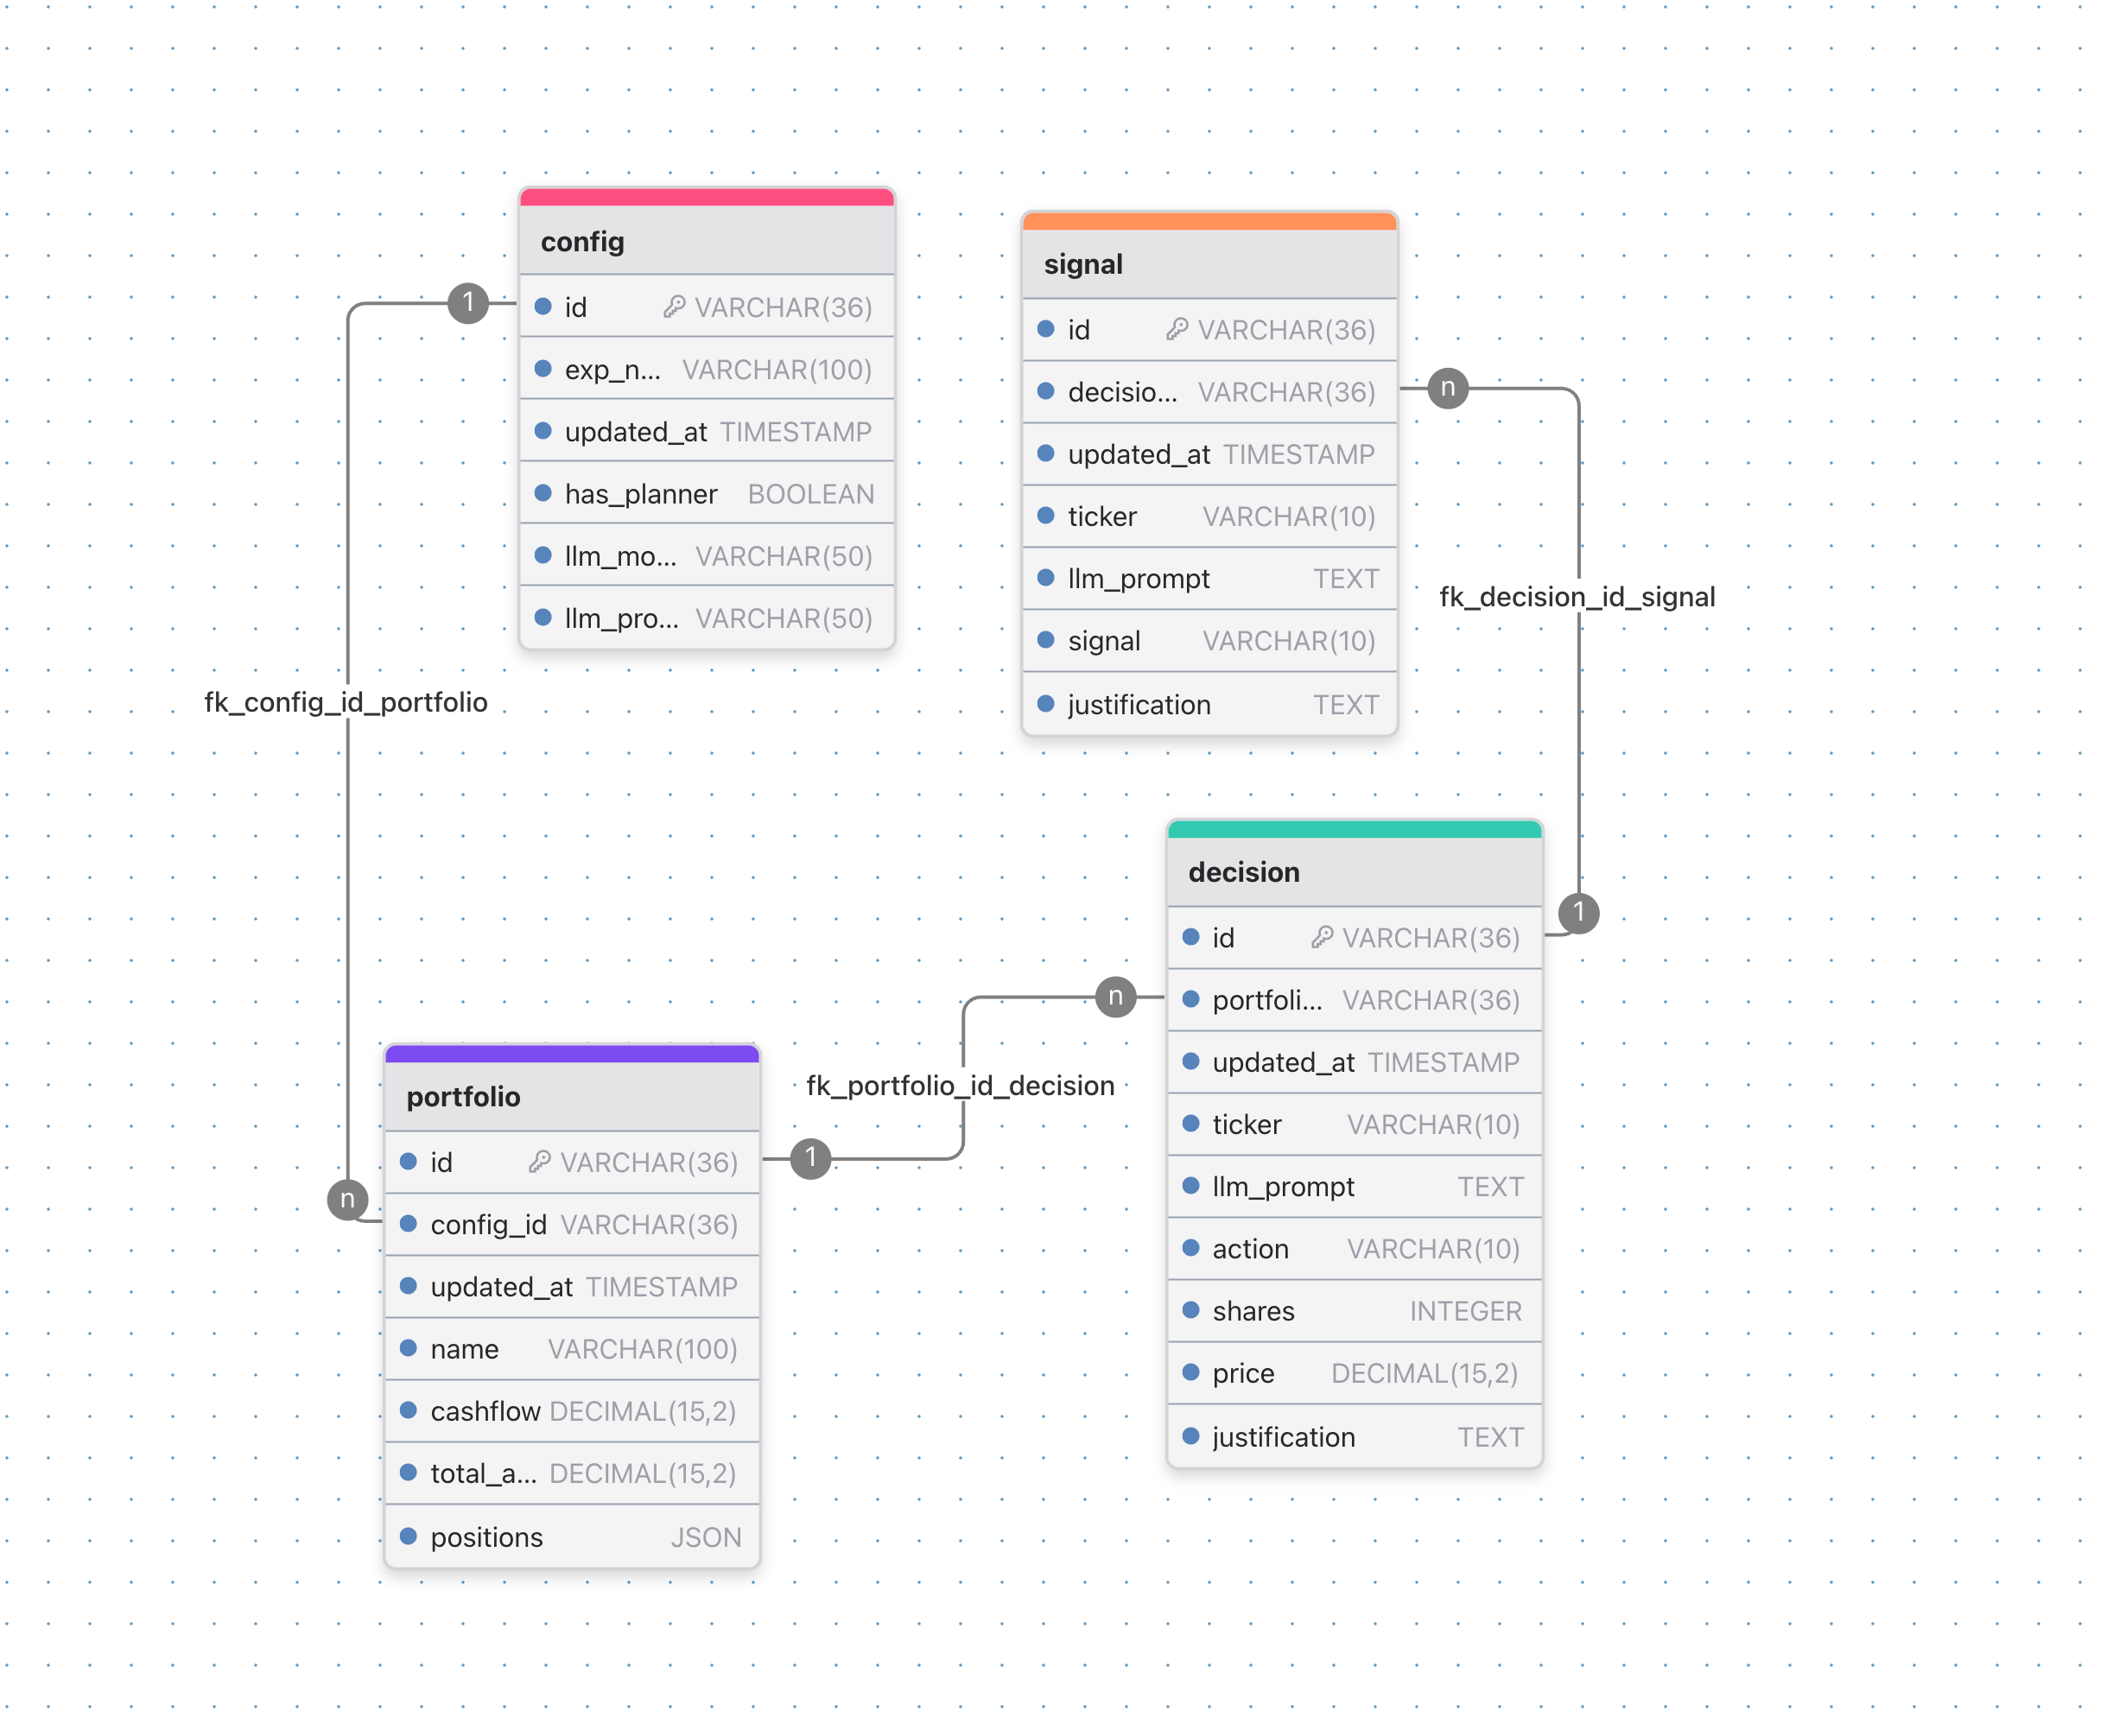 config
id VARCHAR(36)
exp_n... VARCHAR(100)
updated_at TIMESTAMP
has_planner BOOLEAN
llm_mo... VARCHAR(50)
llm_pro... VARCHAR(50)
signal
id VARCHAR(36)
decisio... VARCHAR(36)
updated_at TIMESTAMP
ticker VARCHAR(10)
llm_prompt TEXT
signal VARCHAR(10)
justification TEXT
1
n
fk_decision_id_signal
fk_config_id_portfolio
decision
id VARCHAR(36)
portfoli... VARCHAR(36)
updated_at TIMESTAMP
ticker VARCHAR(10)
llm_prompt TEXT
action VARCHAR(10)
shares INTEGER
price DECIMAL(15,2)
justification TEXT
1
n
fk_portfolio_id_decision
1
n
portfolio
id VARCHAR(36)
config_id VARCHAR(36)
updated_at TIMESTAMP
name VARCHAR(100)
cashflow DECIMAL(15,2)
total_a... DECIMAL(15,2)
positions JSON